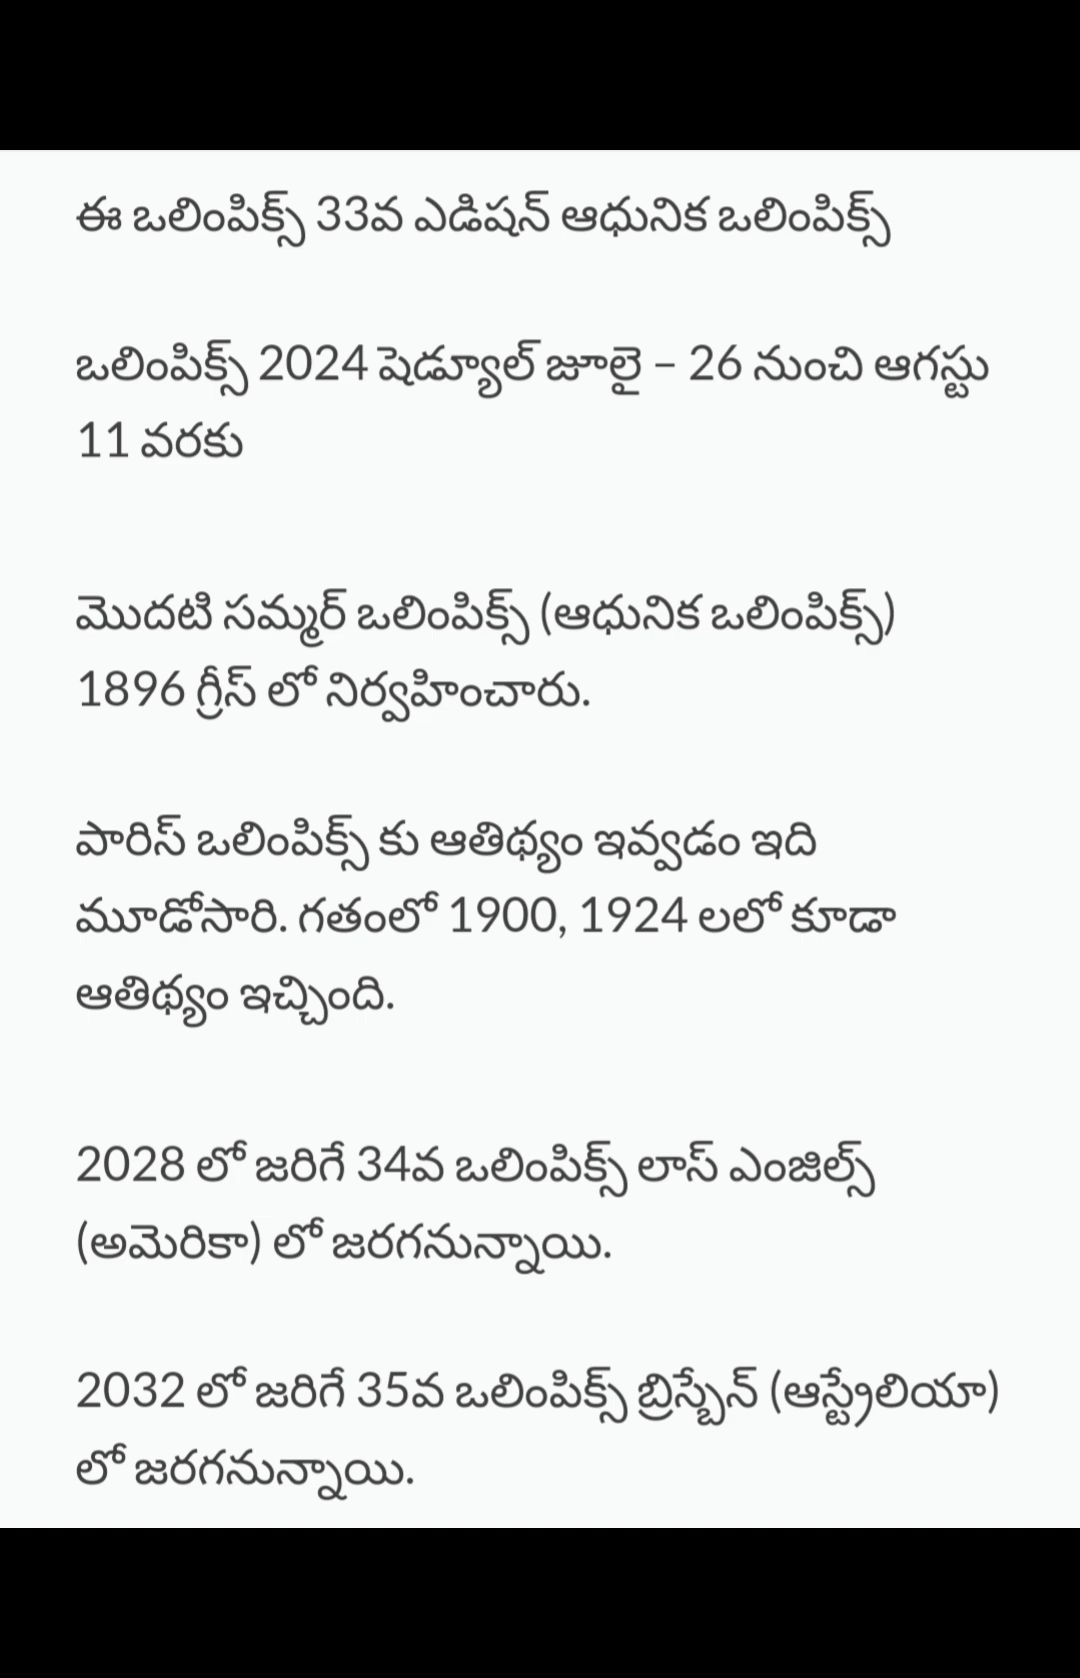 ఈ ఒలింపిక్స్ 33వ ఎడిషన్ ఆధునిక ఒలింపిక్స్
ఒలింపిక్స్ 2024 షెడ్యూల్ జూలై – 26 నుంచి ఆగస్టు
11 వరకు
మొదటి సమ్మర్ ఒలింపిక్స్ (ఆధునిక ఒలింపిక్స్)
1896 గ్రీస్ లో నిర్వహించారు.
పారిస్ ఒలింపిక్స్ కు ఆతిథ్యం ఇవ్వడం ఇది
మూడోసారి. గతంలో 1900, 1924 లలో కూడా
ఆతిథ్యం ఇచ్చింది.
2028 లో జరిగే 34వ ఒలింపిక్స్ లాస్ ఎంజిల్స్
(అమెరికా) లో జరగనున్నాయి.
2032 లో జరిగే 35వ ఒలింపిక్స్ బ్రిస్బేన్ (ఆస్ట్రేలియా)
లో జరగనున్నాయి.